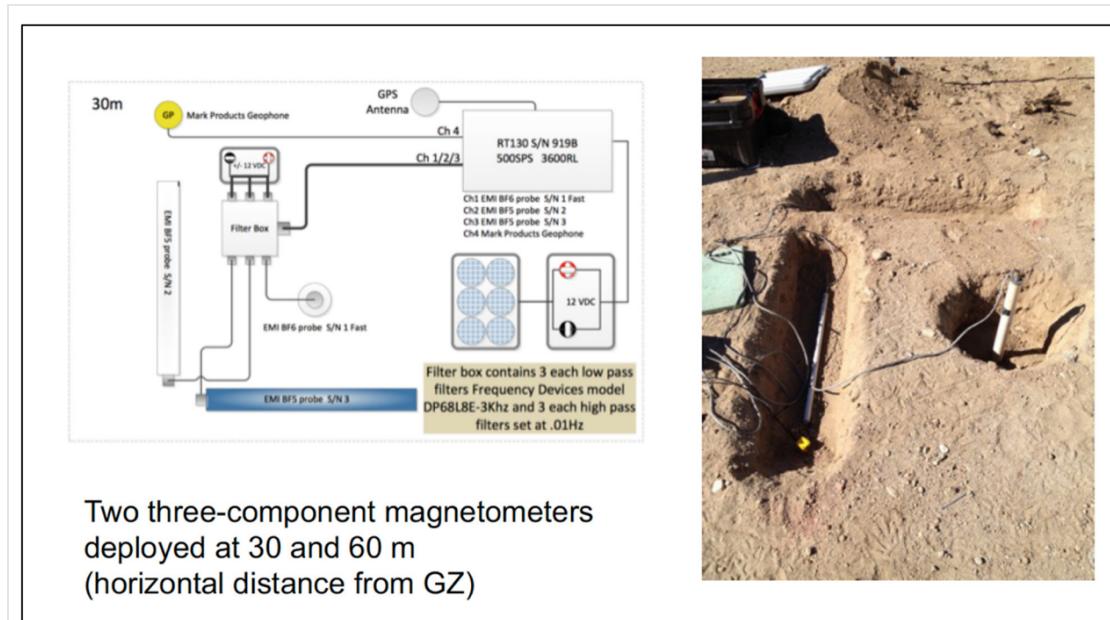 30m
GP
Mark Products Geophone
GPS
Antenna
Ch 4
Ch 1/2/3
RT130 S/N 919B
500SPS 3600RL
Ch1 EMI BF6 probe S/N 1 Fast
Ch2 EMI BF5 probe S/N 2
Ch3 EMI BF5 probe S/N 3
Ch4 Mark Products Geophone
+/- 12 VDC
Filter Box
EMI BF5 probe S/N 2
EMI BF6 probe S/N 1 Fast
EMI BF5 probe S/N 3
12 VDC
Filter box contains 3 each low pass
filters Frequency Devices model
DP68L8E-3Khz and 3 each high pass
filters set at .01Hz
Two three-component magnetometers
deployed at 30 and 60 m
(horizontal distance from GZ)